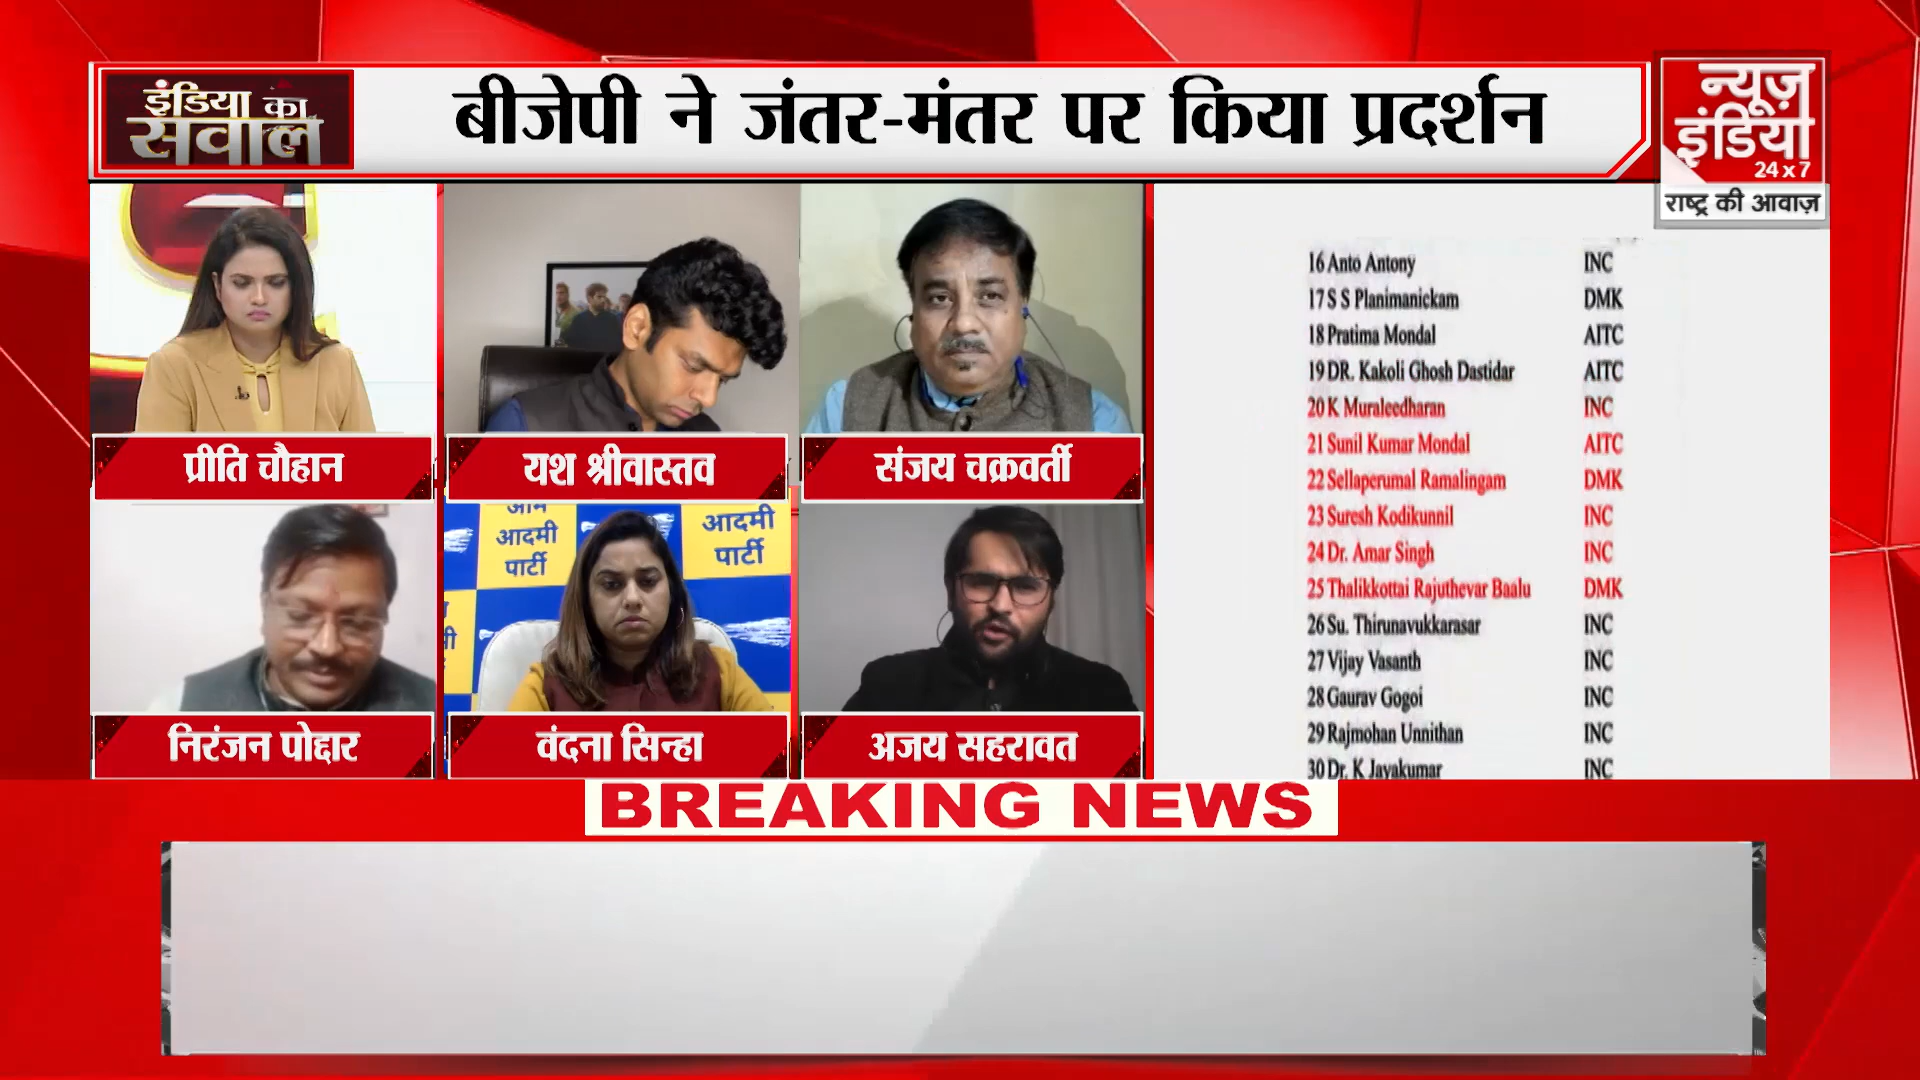 इंडिया का
सवाल
बीजेपी ने जंतर-मंतर पर किया प्रदर्शन
न्यूज़
इंडिया
24x7
राष्ट्र की आवाज़
प्रीति चौहान
यश श्रीवास्तव
संजय चक्रवर्ती
आम
आदमी
पार्टी
आदमी
पार्टी
निरंजन पोद्दार
वंदना सिन्हा
अजय सहरावत
16 Anto Antony INC
17 S S Planimanickam DMK
18 Pratima Mondal AITC
19 DR. Kakoli Ghosh Dastidar AITC
20 K Muraleedharan INC
21 Sunil Kumar Mondal AITC
22 Sellaperumal Ramalingam DMK
23 Suresh Kodikunnil INC
24 Dr. Amar Singh INC
25 Thalikkottai Rajuthevar Baalu DMK
26 Su. Thirunavukkarasar INC
27 Vijay Vasanth INC
28 Gaurav Gogoi INC
29 Rajmohan Unnithan INC
30 Dr. K Jayakumar INC
BREAKING NEWS